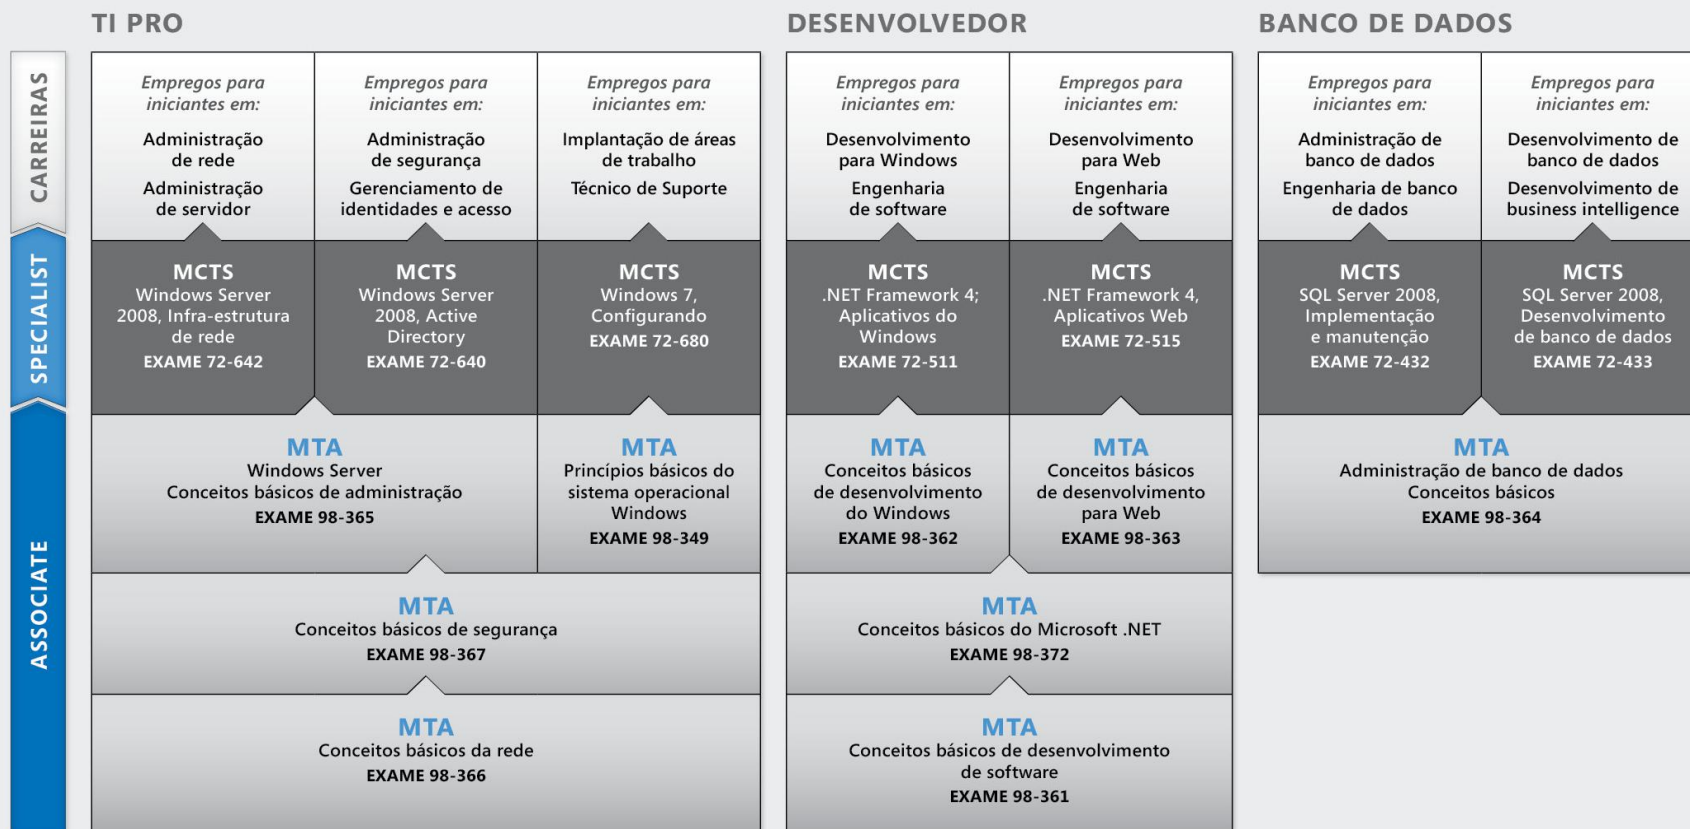 TI PRO
CARREIRAS
SPECIALIST
ASSOCIATE
Empregos para
iniciantes em:
Administração
de rede
Administração
de servidor
Empregos para
iniciantes em:
Administração
de segurança
Gerenciamento de
identidades e acesso
Empregos para
iniciantes em:
Implantação de áreas
de trabalho
Técnico de Suporte
MCTS
Windows Server
2008, Infra-estrutura
de rede
EXAME 72-642
MCTS
Windows Server
2008, Active
Directory
EXAME 72-640
MCTS
Windows 7,
Configurando
EXAME 72-680
MTA
Windows Server
Conceitos básicos de administração
EXAME 98-365
MTA
Princípios básicos do
sistema operacional
Windows
EXAME 98-349
MTA
Conceitos básicos de segurança
EXAME 98-367
MTA
Conceitos básicos da rede
EXAME 98-366
DESENVOLVEDOR
Empregos para
iniciantes em:
Desenvolvimento
para Windows
Engenharia
de software
Empregos para
iniciantes em:
Desenvolvimento
para Web
Engenharia
de software
MCTS
.NET Framework 4;
Aplicativos do
Windows
EXAME 72-511
MCTS
.NET Framework 4,
Aplicativos Web
EXAME 72-515
MTA
Conceitos básicos
de desenvolvimento
do Windows
EXAME 98-362
MTA
Conceitos básicos
de desenvolvimento
para Web
EXAME 98-363
MTA
Conceitos básicos do Microsoft .NET
EXAME 98-372
MTA
Conceitos básicos de desenvolvimento
de software
EXAME 98-361
BANCO DE DADOS
Empregos para
iniciantes em:
Administração de
banco de dados
Engenharia de banco
de dados
Empregos para
iniciantes em:
Desenvolvimento de
banco de dados
Desenvolvimento de
business intelligence
MCTS
SQL Server 2008,
Implementação
e manutenção
EXAME 72-432
MCTS
SQL Server 2008,
Desenvolvimento
de banco de dados
EXAME 72-433
MTA
Administração de banco de dados
Conceitos básicos
EXAME 98-364